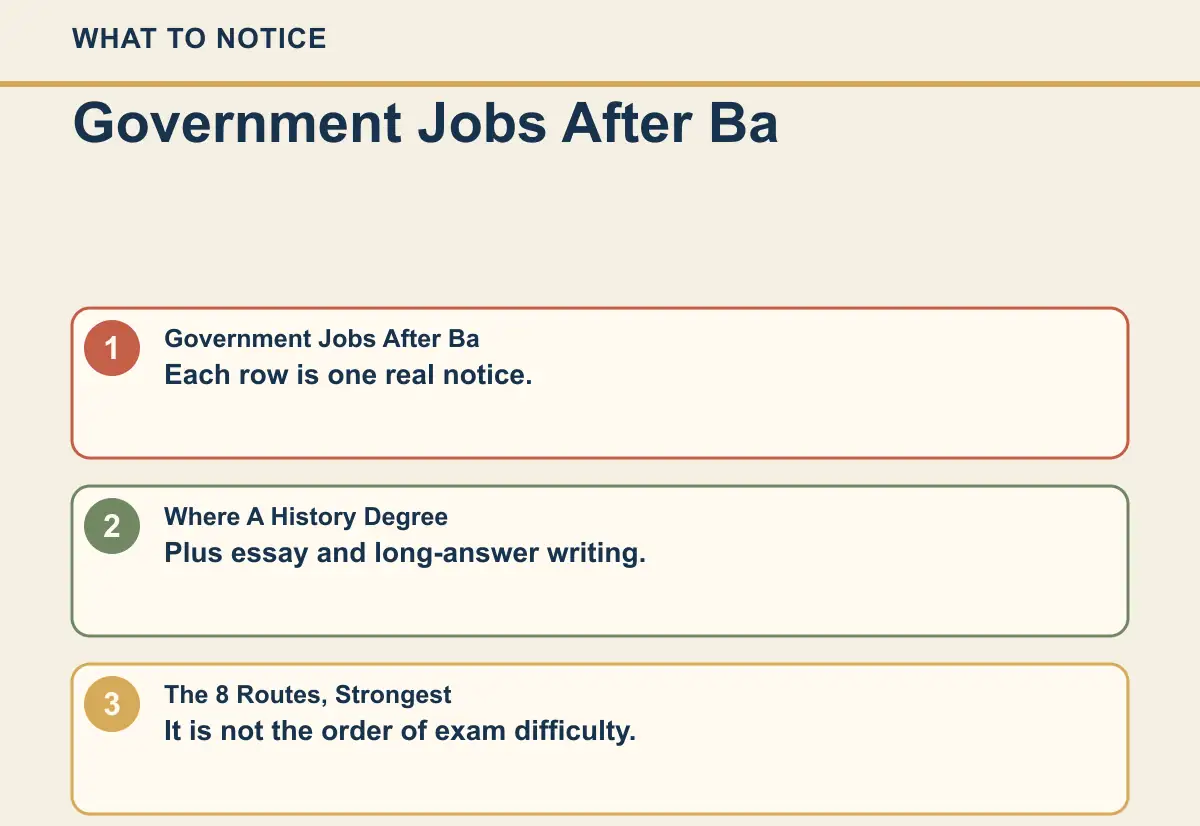 WHAT TO NOTICE
Government Jobs After Ba
1
Government Jobs After Ba
Each row is one real notice.
2
Where A History Degree
Plus essay and long-answer writing.
3
The 8 Routes, Strongest
It is not the order of exam difficulty.